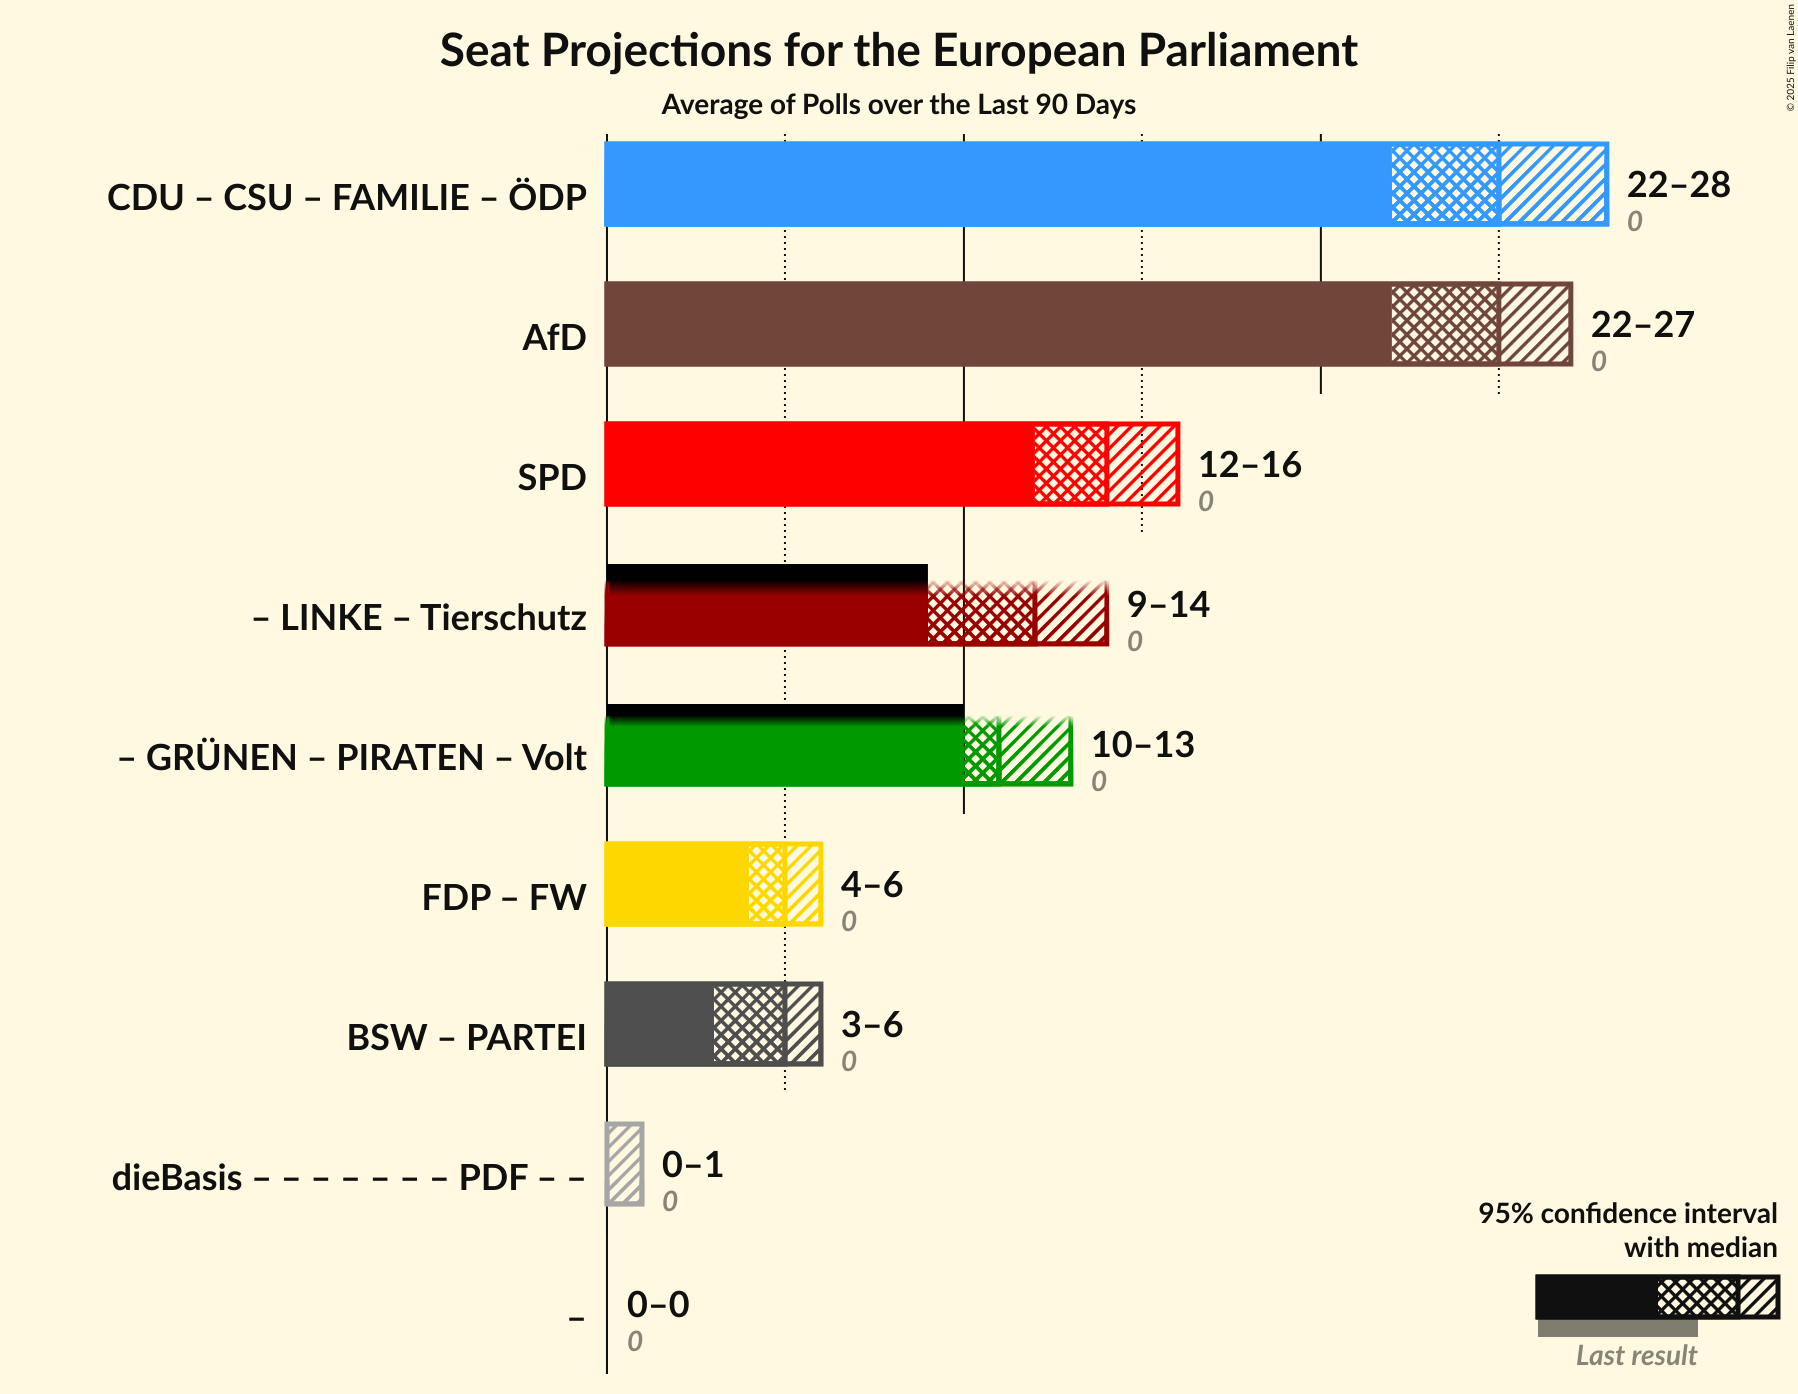 Seat Projections for the European Parliament
Average of Polls over the Last 90 Days
© 2025 Filip van Laenen
CDU – CSU – FAMILIE – ÖDP
22–28
0
AfD
22–27
0
SPD
12–16
0
– LINKE – Tierschutz
9–14
0
– GRÜNEN – PIRATEN – Volt
10–13
0
FDP – FW
4–6
0
BSW – PARTEI
3–6
0
dieBasis – – – – – – – PDF – –
0–1
0
–
0–0
0
95% confidence interval
with median
Last result